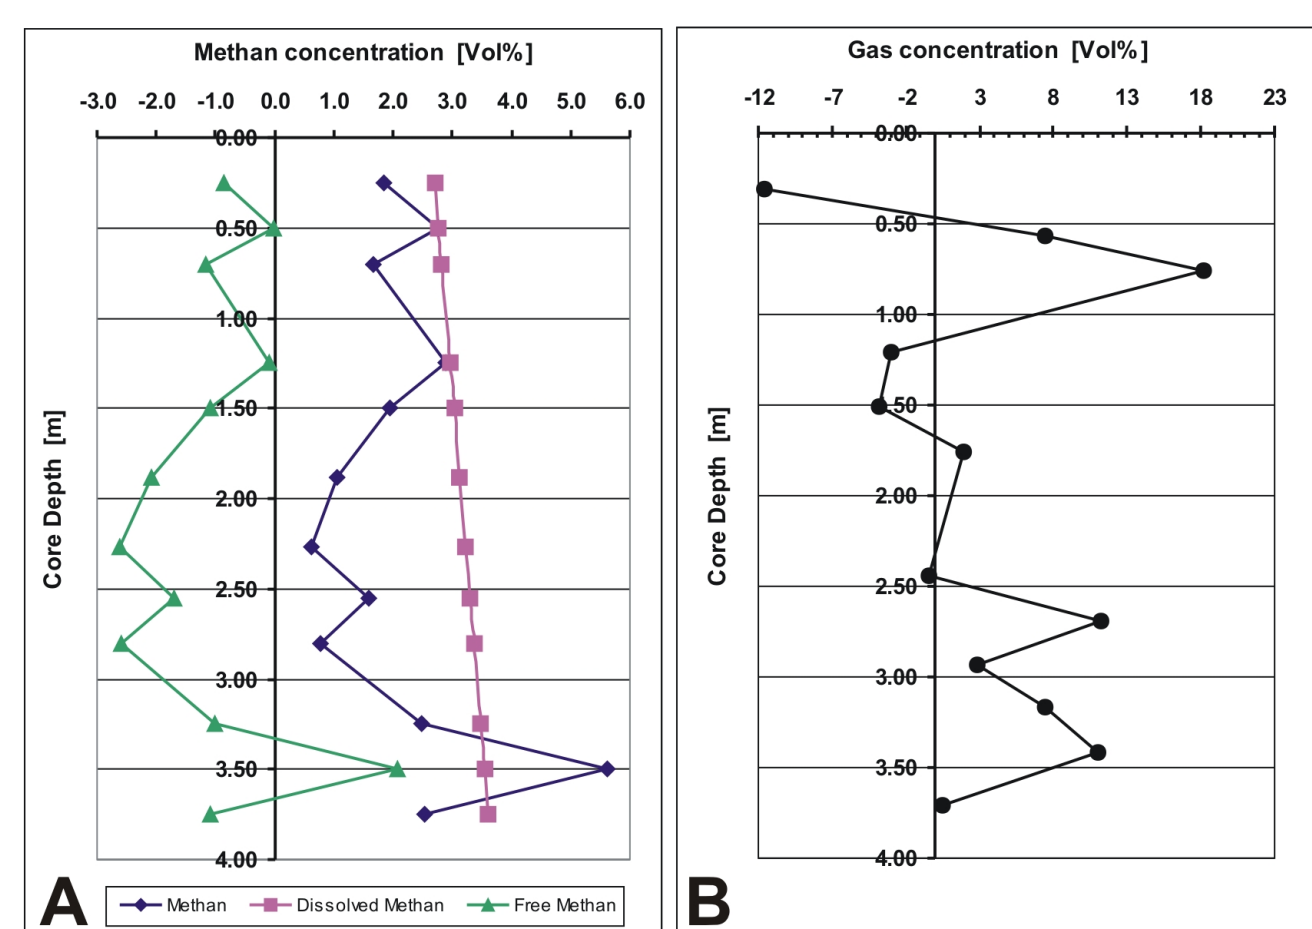 Methan concentration [Vol%]
-3.0 -2.0 -1.0 0.0 1.0 2.0 3.0 4.0 5.0 6.0
0.00
0.50
1.00
1.50
2.00
2.50
3.00
3.50
4.00
Core Depth [m]
A
Methan Dissolved Methan Free Methan
Gas concentration [Vol%]
-12 -7 -2 3 8 13 18 23
0.00
0.50
1.00
1.50
2.00
2.50
3.00
3.50
4.00
Core Depth [m]
B